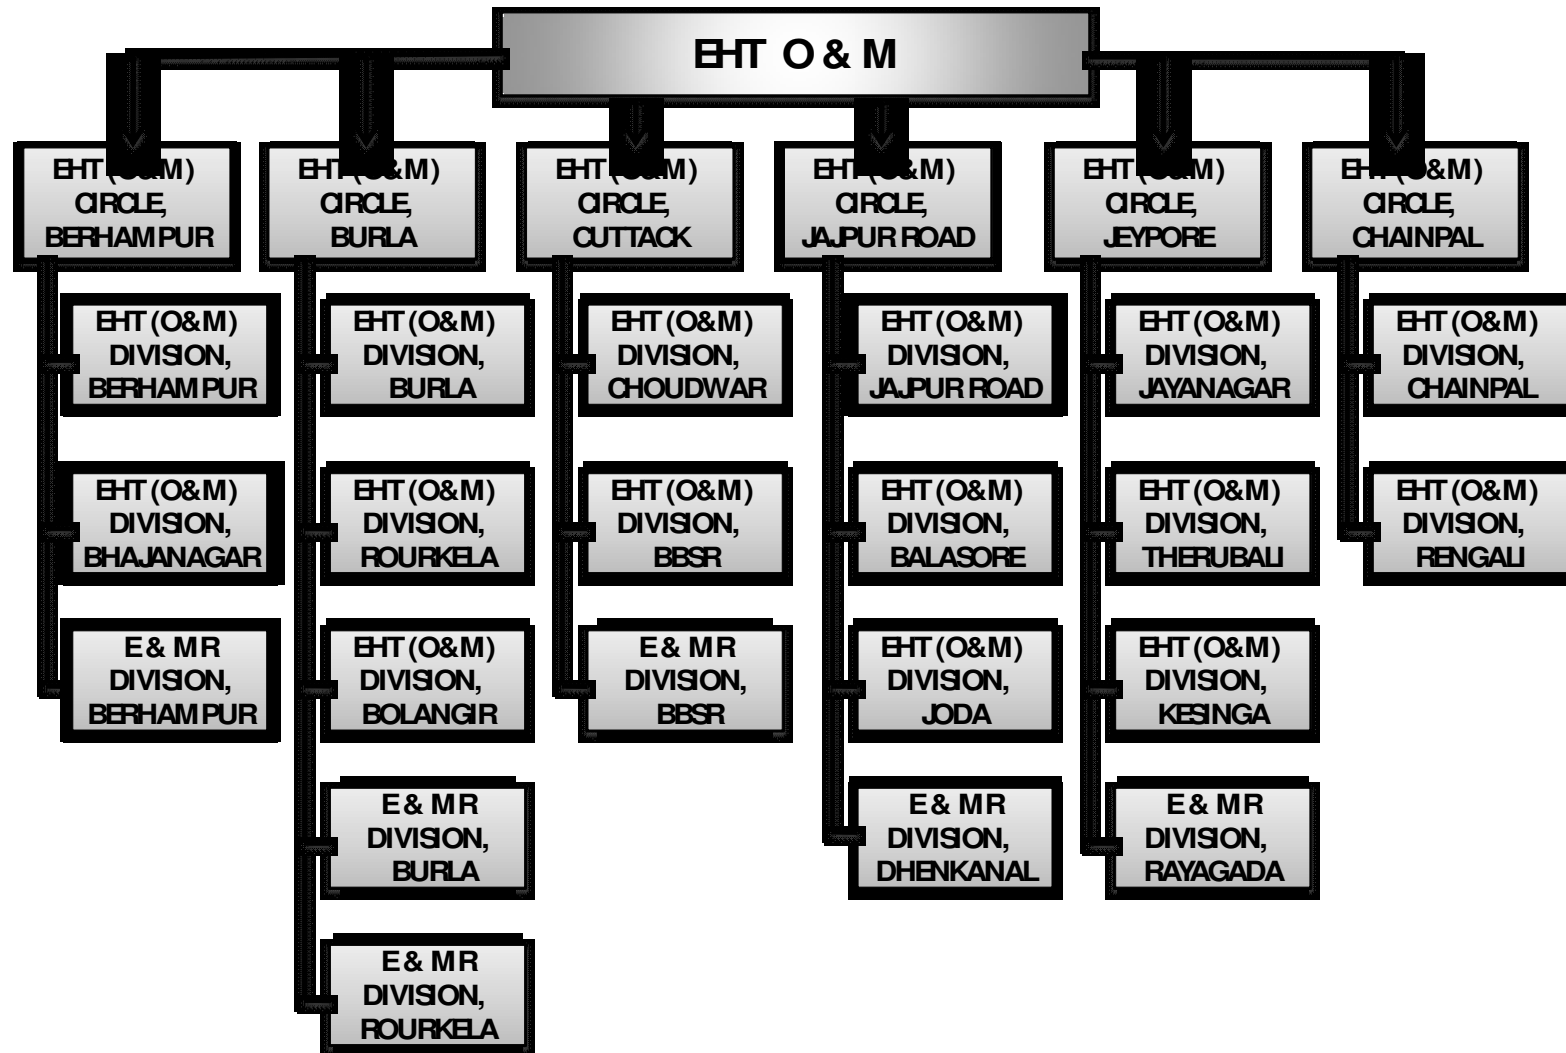 EHT O & M
EHT (O&M)
CIRCLE,
BERHAMPUR
EHT (O&M)
DIVISION,
BERHAMPUR
EHT (O&M)
DIVISION,
BHAJANAGAR
E & MR
DIVISION,
BERHAMPUR
EHT (O&M)
CIRCLE,
BURLA
EHT (O&M)
DIVISION,
BURLA
EHT (O&M)
DIVISION,
ROURKELA
EHT (O&M)
DIVISION,
BOLANGIR
E & MR
DIVISION,
BURLA
E & MR
DIVISION,
ROURKELA
EHT (O&M)
CIRCLE,
CUTTACK
EHT (O&M)
DIVISION,
CHOUDWAR
EHT (O&M)
DIVISION,
BBSR
E & MR
DIVISION,
BBSR
EHT (O&M)
CIRCLE,
JAJPUR ROAD
EHT (O&M)
DIVISION,
JAJPUR ROAD
EHT (O&M)
DIVISION,
BALASORE
EHT (O&M)
DIVISION,
JODA
E & MR
DIVISION,
DHENKANAL
EHT (O&M)
CIRCLE,
JEYPORE
EHT (O&M)
DIVISION,
JAYANAGAR
EHT (O&M)
DIVISION,
THERUBALI
EHT (O&M)
DIVISION,
KESINGA
E & MR
DIVISION,
RAYAGADA
EHT (O&M)
CIRCLE,
CHAINPAL
EHT (O&M)
DIVISION,
CHAINPAL
EHT (O&M)
DIVISION,
RENGALI